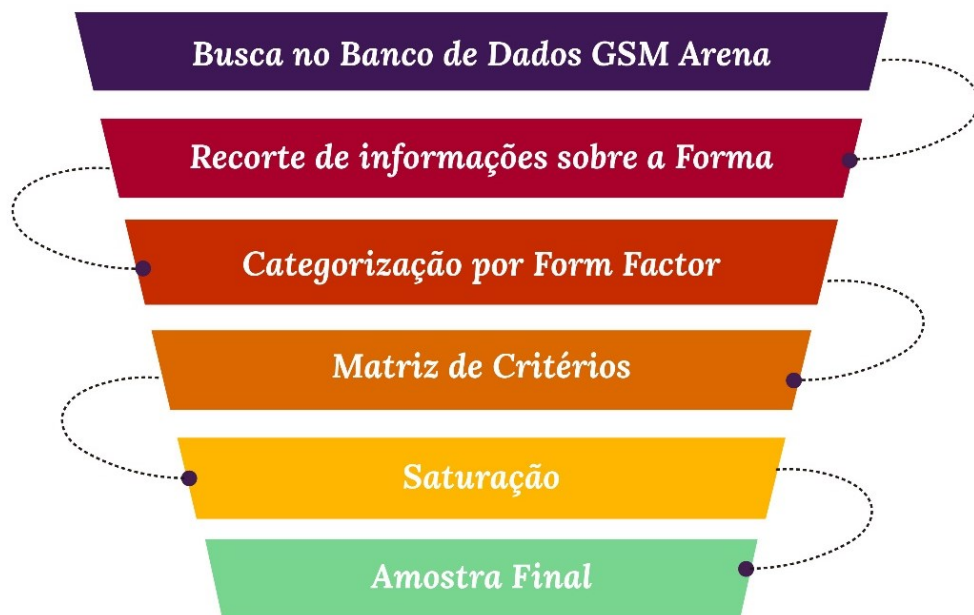 Busca no Banco de Dados GSM Arena
Recorte de informações sobre a Forma
Categorização por Form Factor
Matriz de Critérios
Saturação
Amostra Final